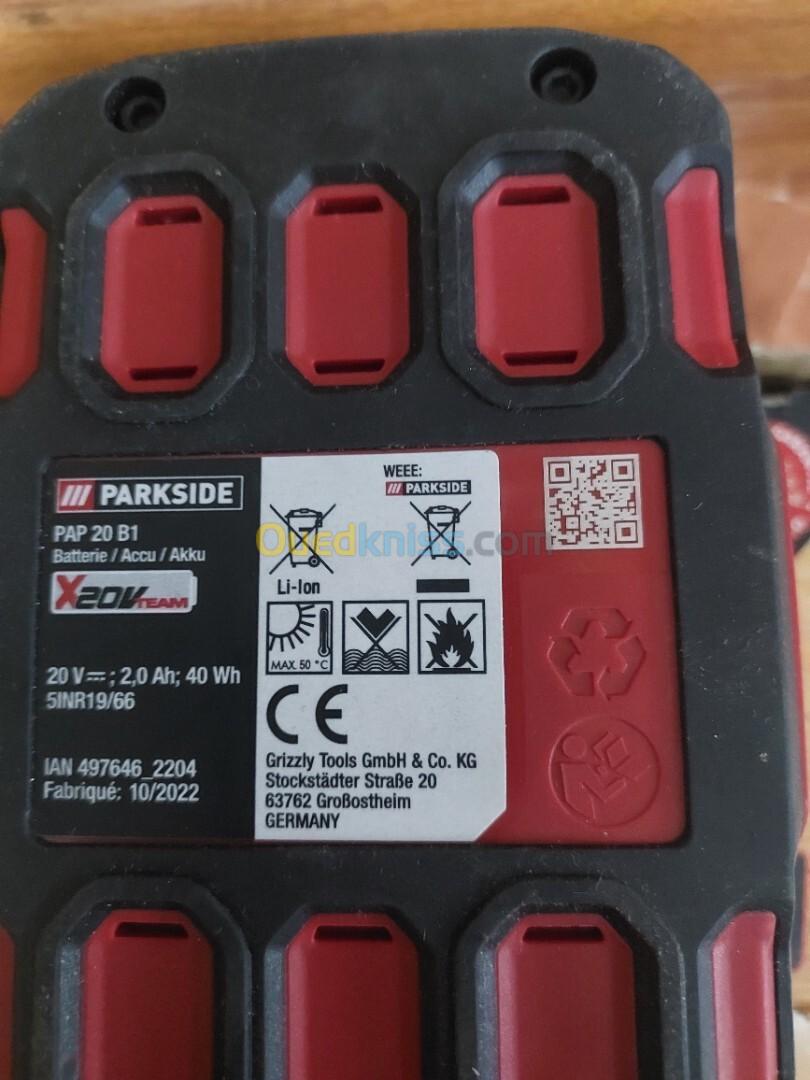 PARKSIDE
PAP 20 B1
Batterie / Accu / Akku
X20V TEAM
20 V⎓; 2,0 Ah; 40 Wh
5INR19/66
IAN 497646_2204
Fabriqué: 10/2022
WEEE:
PARKSIDE
Ouedkniss.com
Li-Ion
MAX. 50 °C
CE
Grizzly Tools GmbH & Co. KG
Stockstädter Straße 20
63762 Großostheim
GERMANY